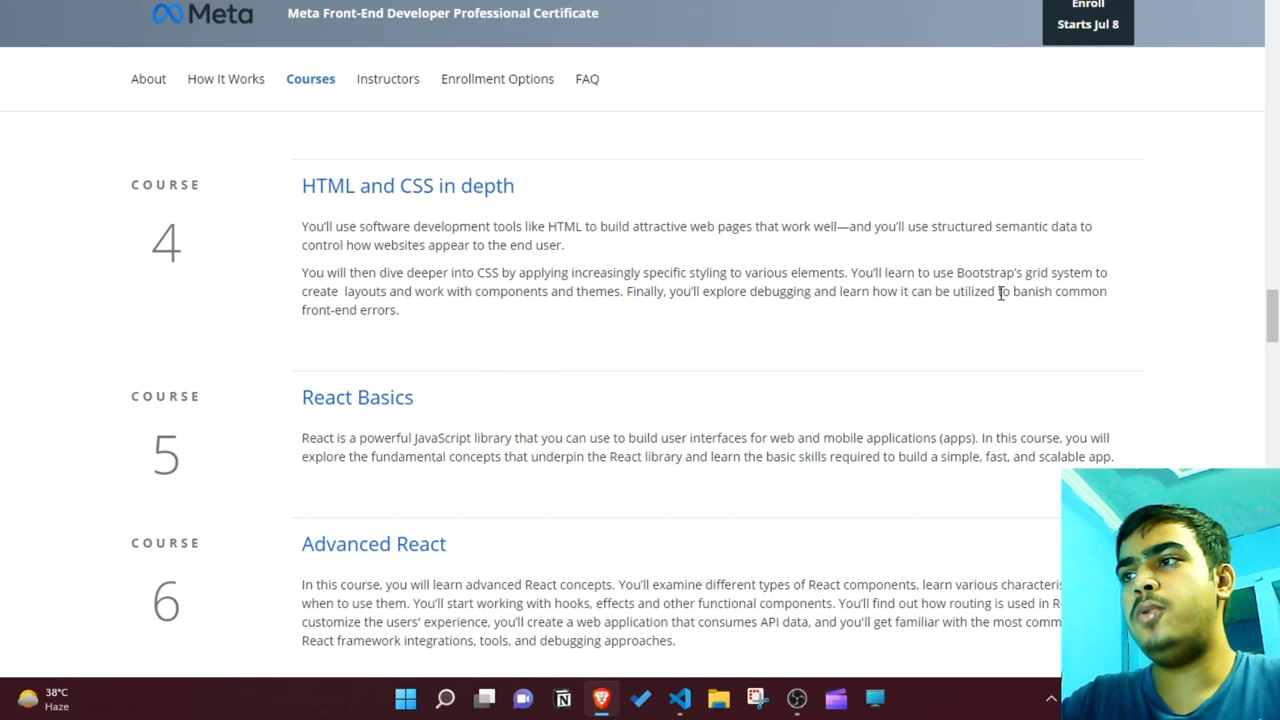 Meta
Meta Front-End Developer Professional Certificate
Enroll
Starts Jul 8
About How It Works Courses Instructors Enrollment Options FAQ
COURSE
4
HTML and CSS in depth
You'll use software development tools like HTML to build attractive web pages that work well—and you'll use structured semantic data to
control how websites appear to the end user.
You will then dive deeper into CSS by applying increasingly specific styling to various elements. You'll learn to use Bootstrap's grid system to
create layouts and work with components and themes. Finally, you'll explore debugging and learn how it can be utilized to banish common
front-end errors.
COURSE
5
React Basics
React is a powerful JavaScript library that you can use to build user interfaces for web and mobile applications (apps). In this course, you will
explore the fundamental concepts that underpin the React library and learn the basic skills required to build a simple, fast, and scalable app.
COURSE
6
Advanced React
In this course, you will learn advanced React concepts. You'll examine different types of React components, learn various
when to use them. You'll start working with hooks, effects and other functional components. You'll find out how routing is used in
customize the users' experience, you'll create a web application that consumes API data, and you'll get familiar with the most
React framework integrations, tools, and debugging approaches.
38°C
Haze